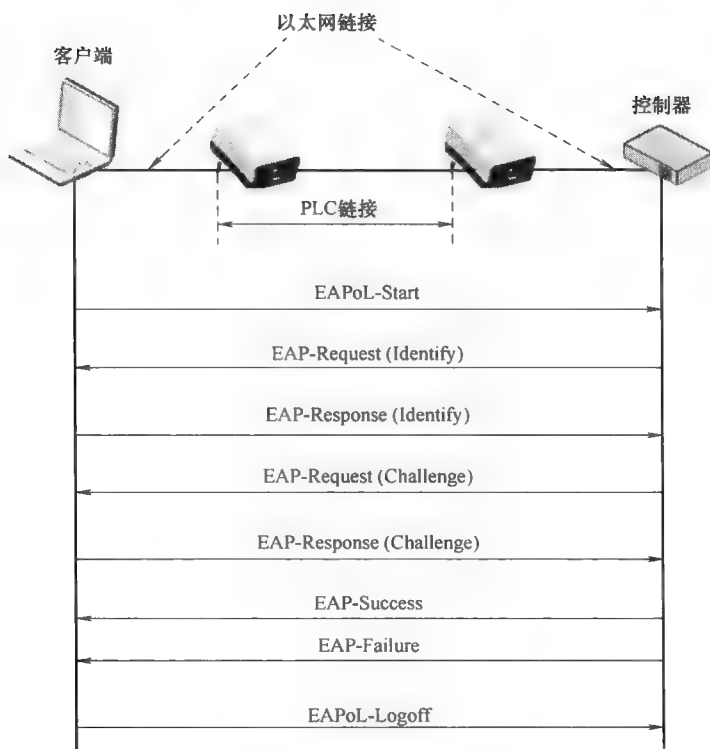 以太网链接
客户端
控制器
PLC链接
EAPoL-Start
EAP-Request (Identify)
EAP-Response (Identify)
EAP-Request (Challenge)
EAP-Response (Challenge)
EAP-Success
EAP-Failure
EAPoL-Logoff